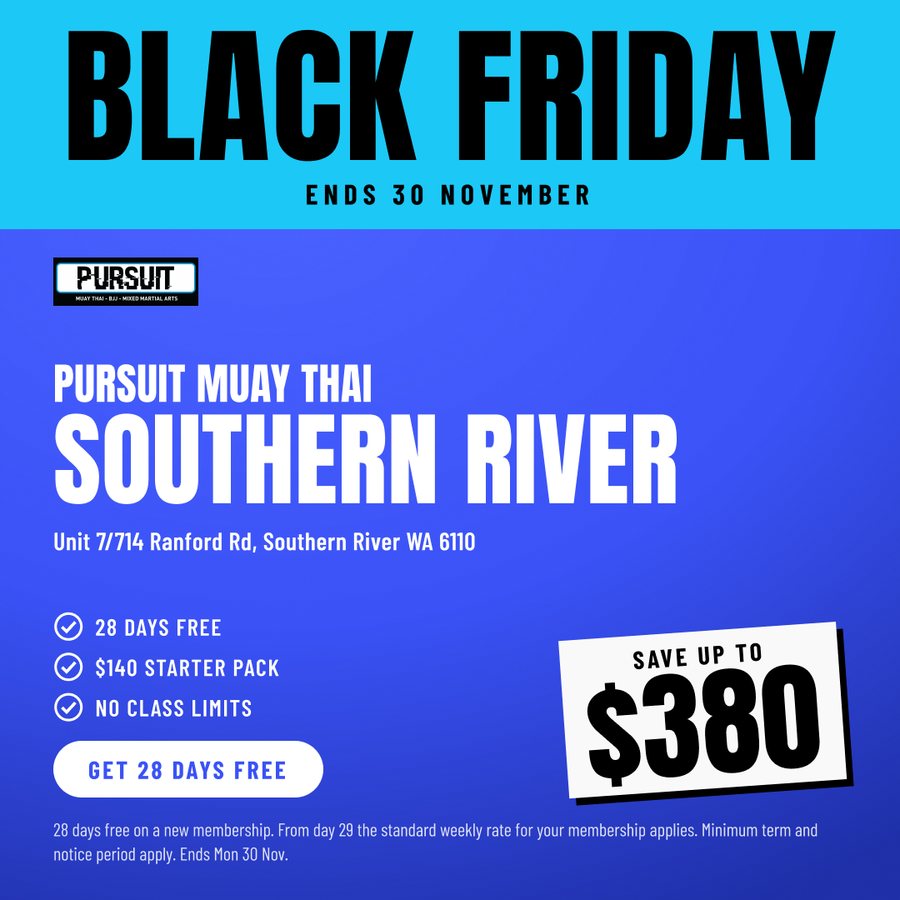 BLACK FRIDAY
ENDS 30 NOVEMBER
PURSUIT
MUAY THAI - BJJ - MIXED MARTIAL ARTS
PURSUIT MUAY THAI
SOUTHERN RIVER
Unit 7/714 Ranford Rd, Southern River WA 6110
28 DAYS FREE
$140 STARTER PACK
NO CLASS LIMITS
GET 28 DAYS FREE
SAVE UP TO
$380
28 days free on a new membership. From day 29 the standard weekly rate for your membership applies. Minimum term and
notice period apply. Ends Mon 30 Nov.